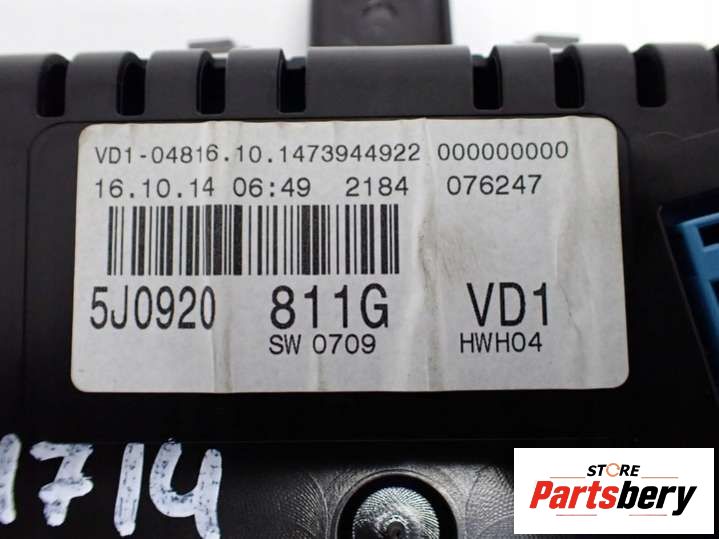 VD1-04816.10.1473944922 000000000
16.10.14 06:49 2184 076247
5J0920 811G VD1
SW 0709 HWH04
1714
STORE
Partsbery